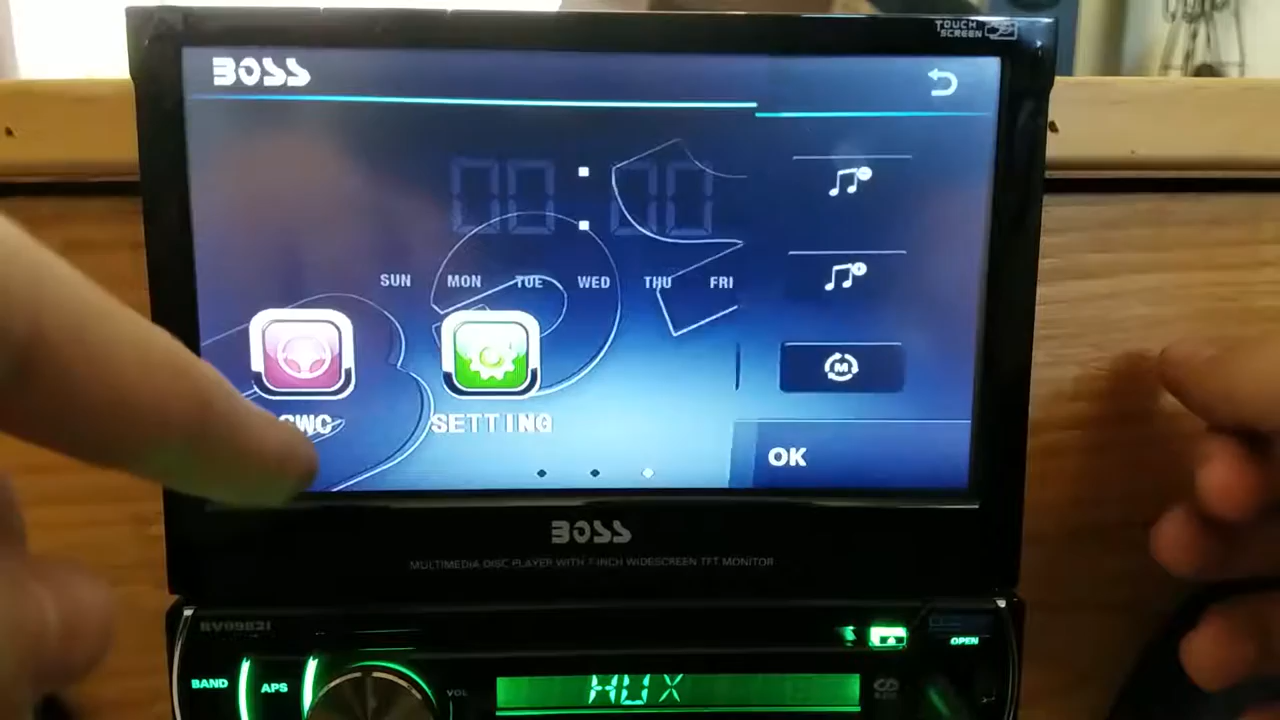 TOUCH
SCREEN
BOSS
00:00
SUN MON TUE WED THU FRI
M
SWC SETTING
OK
BOSS
MULTIMEDIA DISC PLAYER WITH 7-INCH WIDESCREEN TFT MONITOR
BV9982I
OPEN
BAND APS VOL AUX